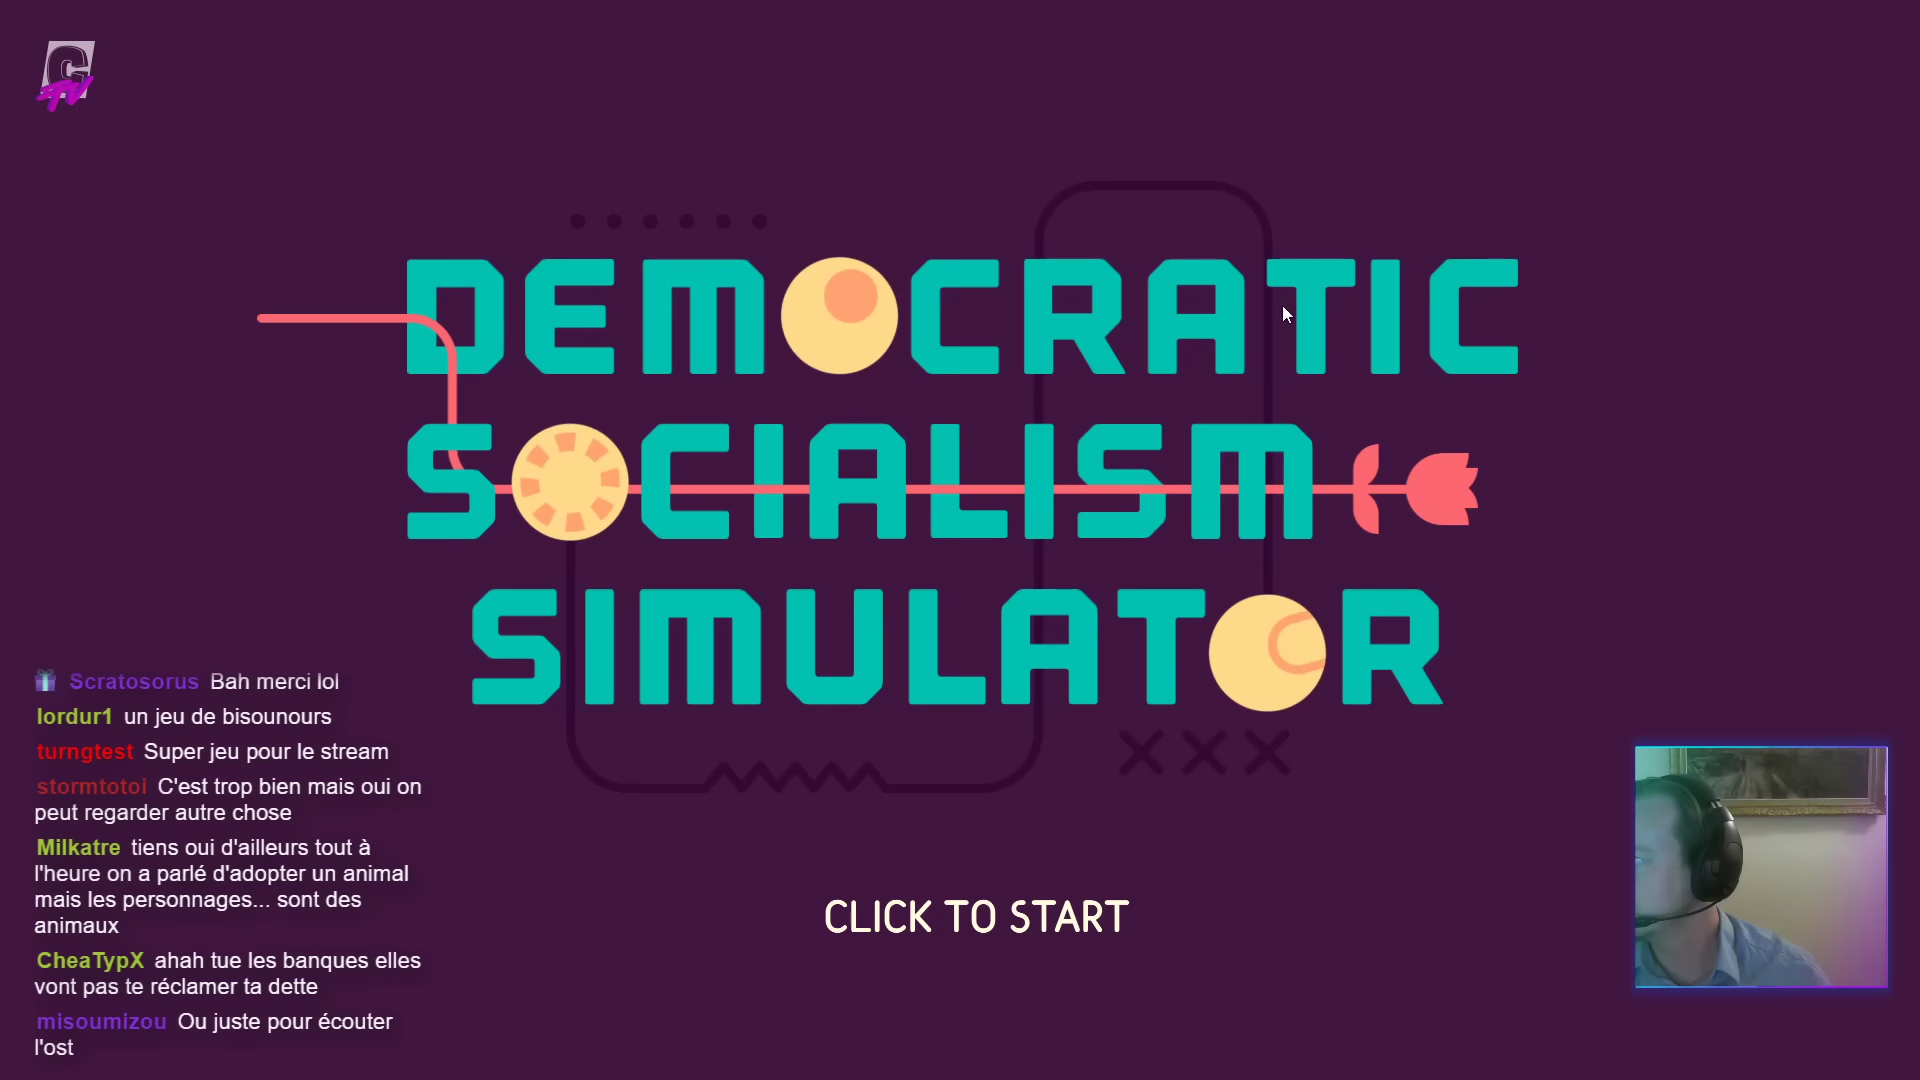 C
TV
DEMOCRATIC
SOCIALISM
SIMULATOR
CLICK TO START
Scratosorus Bah merci lol
lordur1 un jeu de bisounours
turngtest Super jeu pour le stream
stormtotoi C'est trop bien mais oui on
peut regarder autre chose
Milkatre tiens oui d'ailleurs tout à
l'heure on a parlé d'adopter un animal
mais les personnages... sont des
animaux
CheaTypX ahah tue les banques elles
vont pas te réclamer ta dette
misoumizou Ou juste pour écouter
l'ost